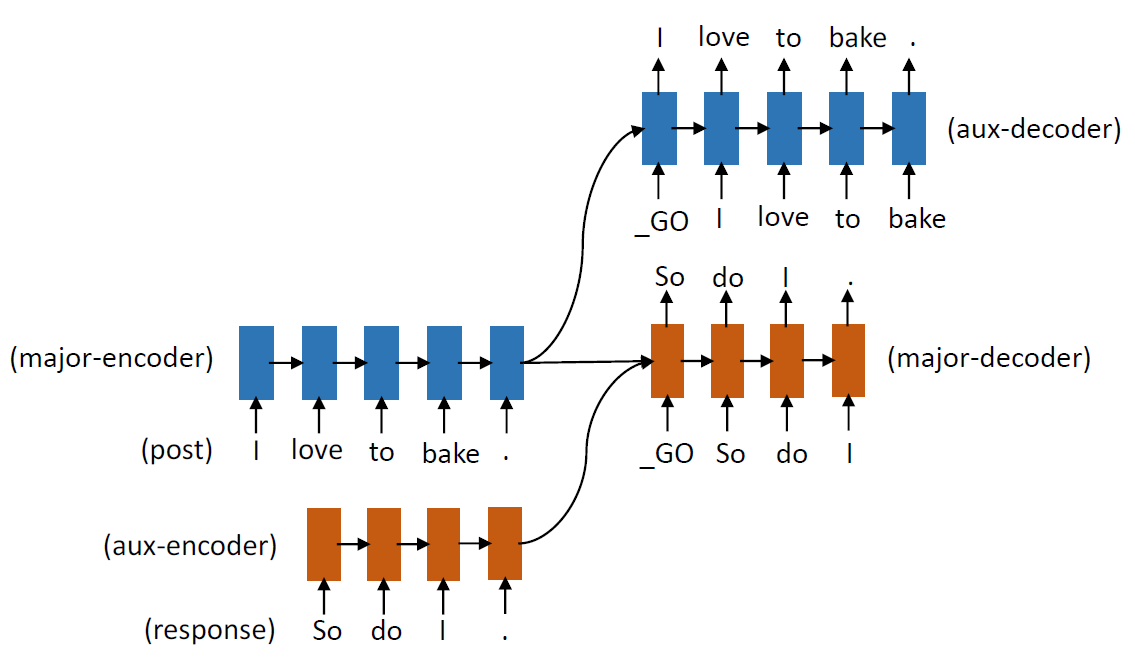 I love to bake .
(aux-decoder)
_GO I love to bake
So do I .
(major-encoder)
(major-decoder)
(post) I love to bake .
_GO So do I
(aux-encoder)
(response) So do I .